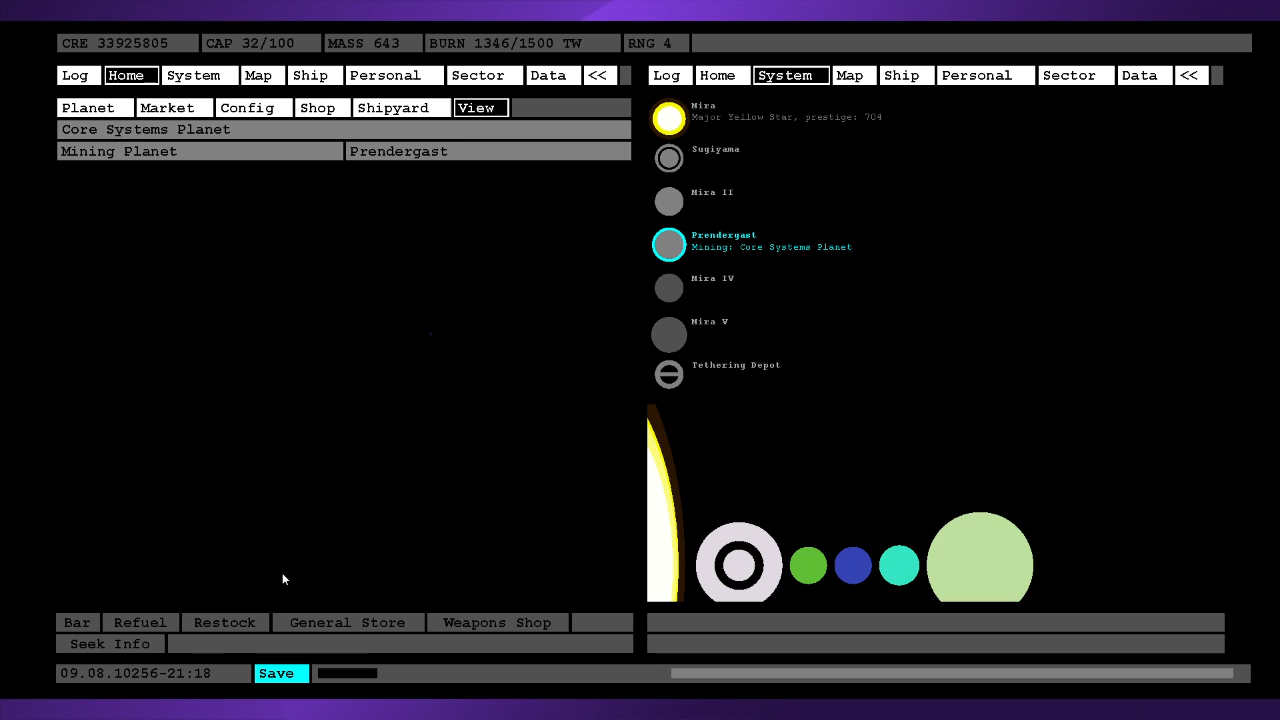 CRE 33925805 CAP 32/100 MASS 643 BURN 1346/1500 TW RNG 4
Log Home System Map Ship Personal Sector Data <<
Planet Market Config Shop Shipyard View
Core Systems Planet
Mining Planet Prendergast
Bar Refuel Restock General Store Weapons Shop
Seek Info
Log Home System Map Ship Personal Sector Data <<
Mira
Major Yellow Star, prestige: 704
Sugiyama
Mira II
Prendergast
Mining: Core Systems Planet
Mira IV
Mira V
Tethering Depot
09.08.10256-21:18 Save